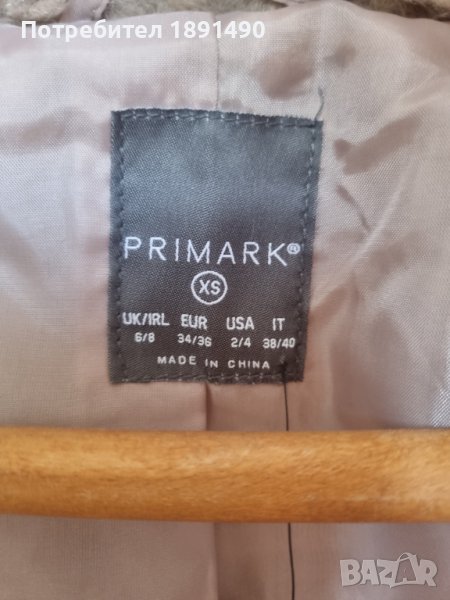 Потребител 1891490
PRIMARK®
XS
UK/IRL EUR USA IT
6/8 34/36 2/4 38/40
MADE IN CHINA
BAZAR